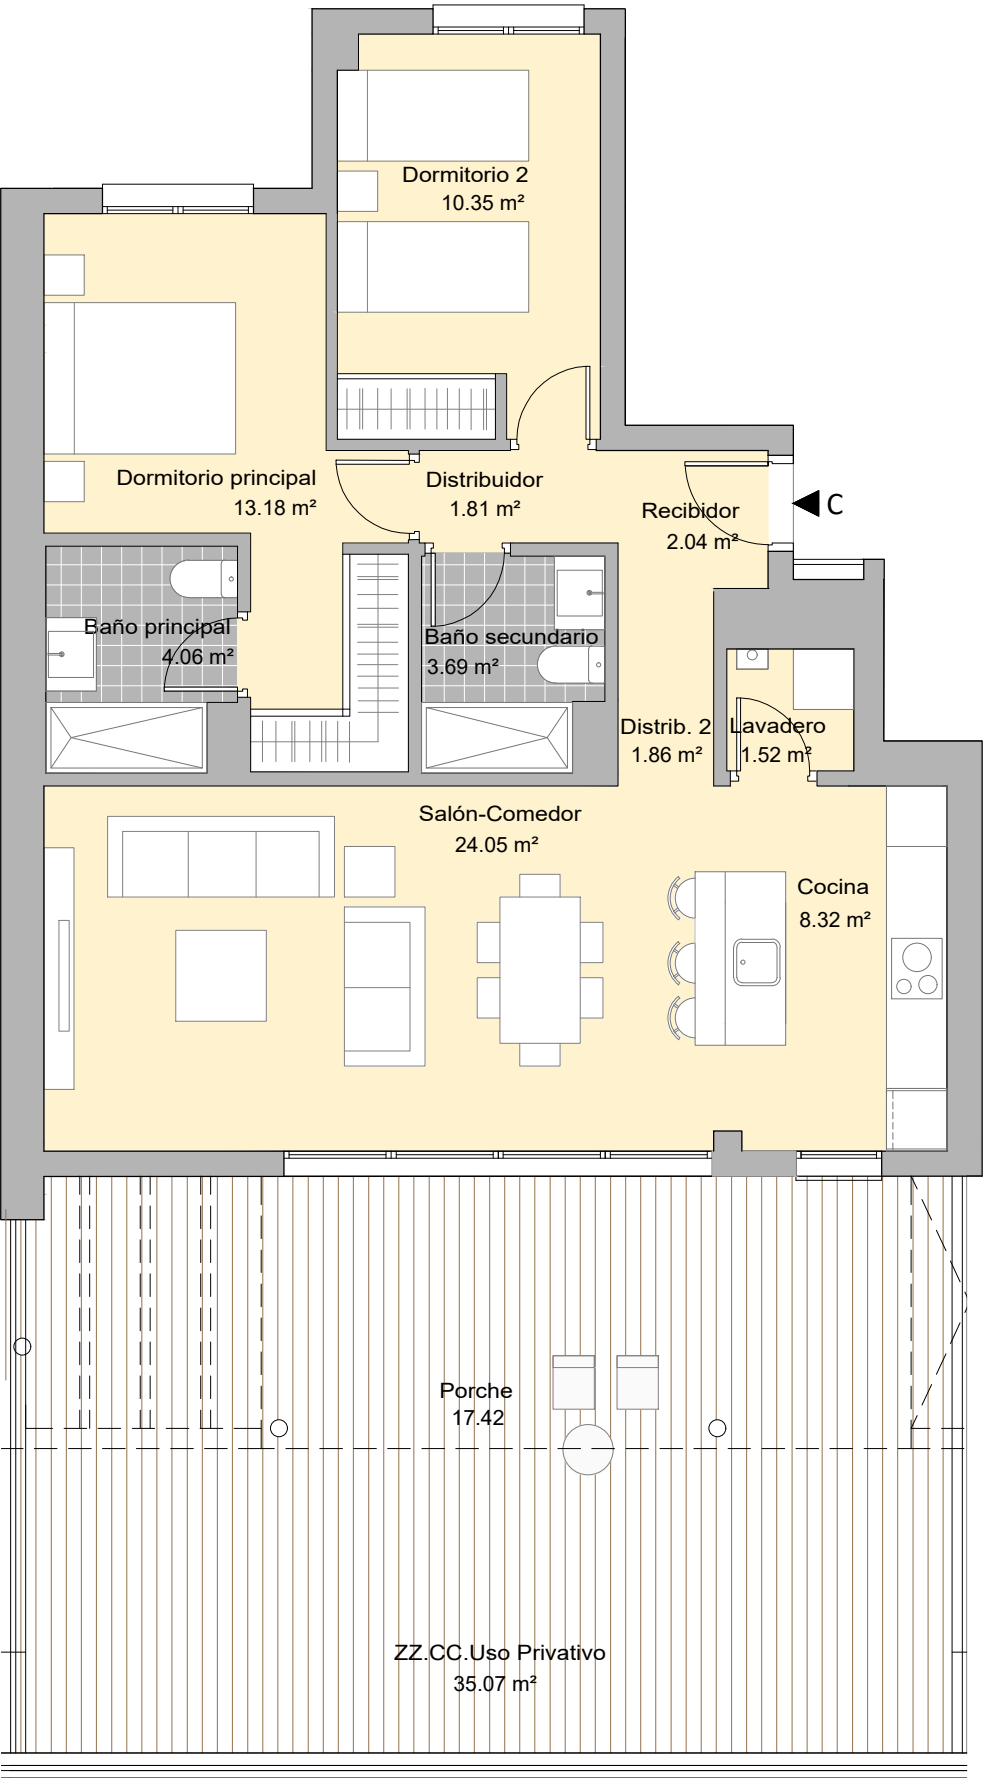 Dormitorio 2
10.35 m²
Dormitorio principal
13.18 m²
Distribuidor
1.81 m²
Recibidor
2.04 m²
C
Baño principal
4.06 m²
Baño secundario
3.69 m²
Distrib. 2
1.86 m²
Lavadero
1.52 m²
Salón-Comedor
24.05 m²
Cocina
8.32 m²
Porche
17.42
ZZ.CC.Uso Privativo
35.07 m²